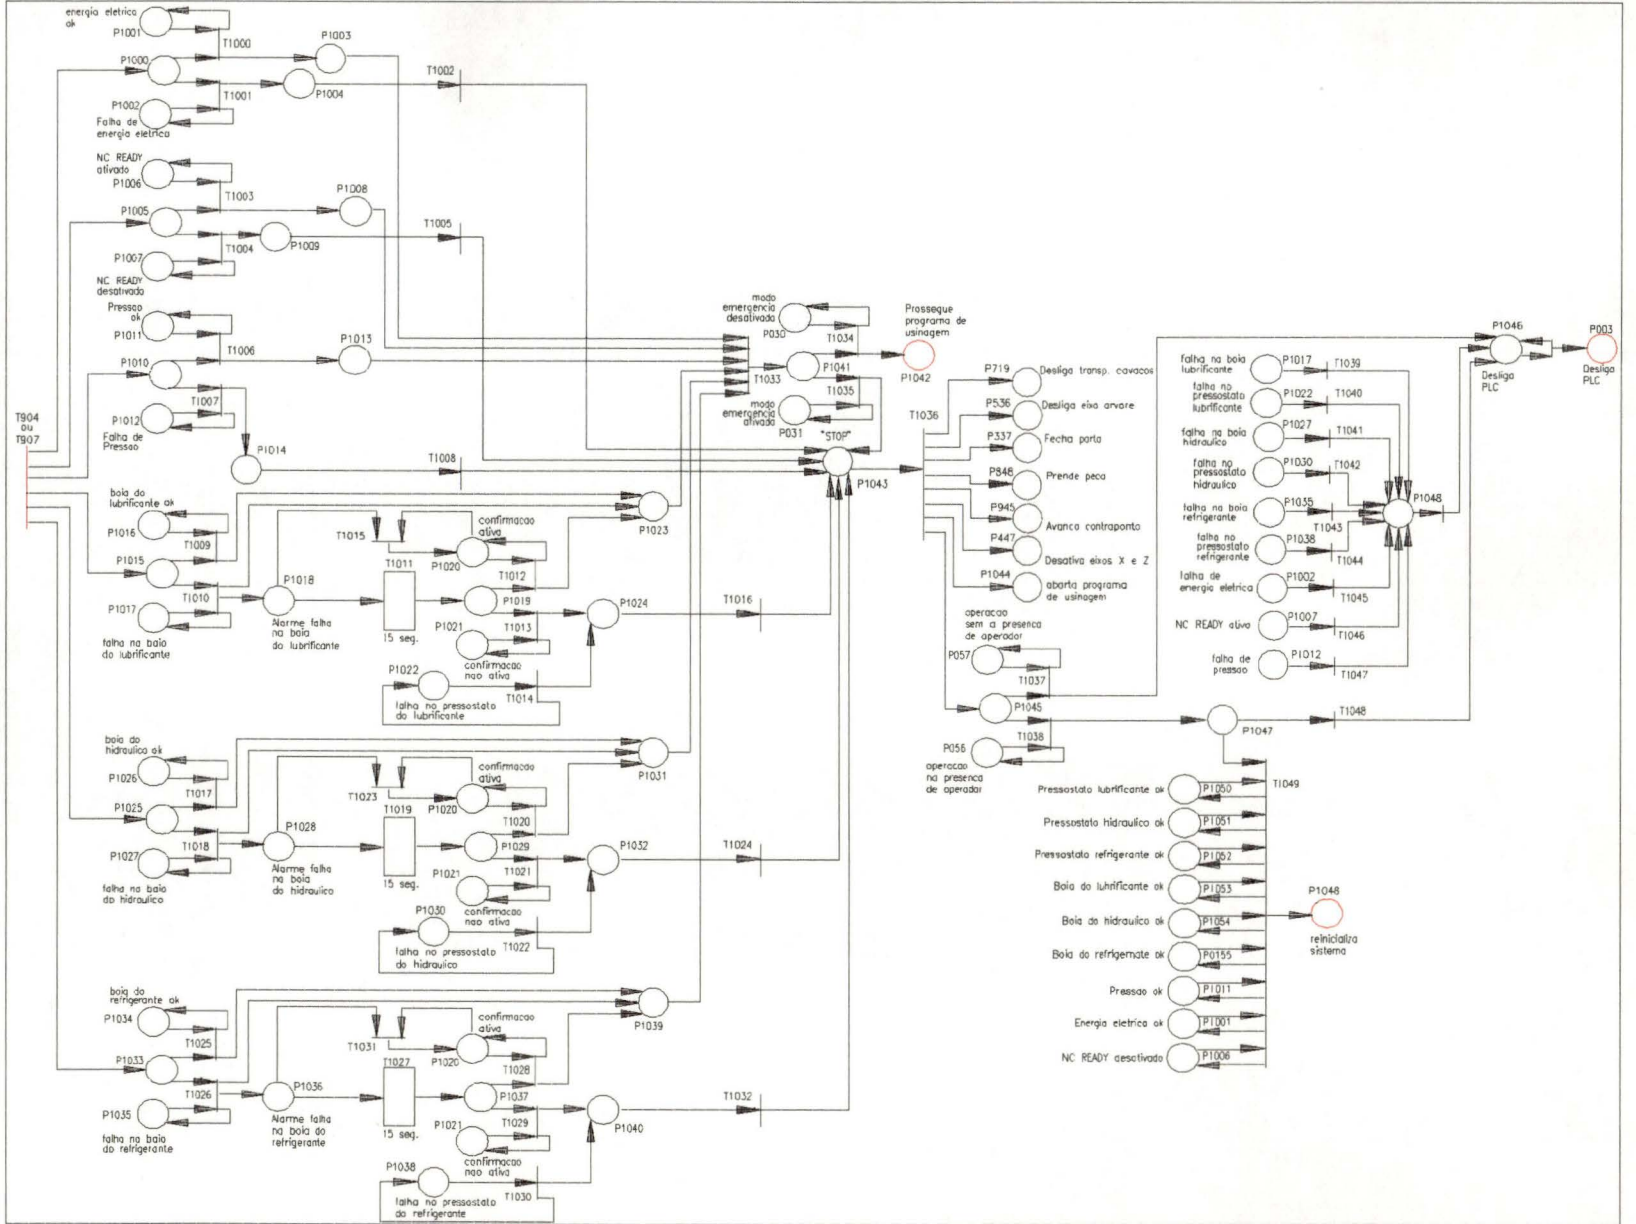 energia eletrica
ok
P1001
T1000
P1003
P1000
T1002
P1004
T1001
P1002
Falha de
energia eletrica
NC READY
ativado
P1006
T1003
P1008
P1005
T1005
P1009
T1004
P1007
NC READY
desativado
Pressao
ok
P1011
T1006
P1013
P1010
T1007
P1012
Falha de
Pressao
P1014
T1008
T904
ou
T907
boia do
lubrificante ok
P1016
T1009
P1015
T1010
P1017
falha na boia
do lubrificante
P1018
Alarme falha
na boia
do lubrificante
T1015
T1011
15 seg.
confirmacao
ativa
P1020
T1012
P1019
T1013
P1021
confirmacao
nao ativa
P1022
T1014
falha no pressostato
do lubrificante
P1023
P1024
T1016
boia do
hidraulico ok
P1026
T1017
P1025
T1018
P1027
falha na baia
do hidraulico
P1028
Alarme falha
na boia
do hidraulico
T1023
T1019
15 seg.
confirmacao
ativa
P1020
T1020
P1029
T1021
P1021
confirmacao
nao ativa
P1030
T1022
falha no pressostato
do hidraulico
P1031
P1032
T1024
boia do
refrigerante ok
P1034
T1025
P1033
T1026
P1035
falha na baia
do refrigerante
P1036
Alarme falha
na boia do
refrigerante
T1031
T1027
15 seg.
confirmacao
ativa
P1020
T1028
P1037
T1029
P1021
confirmacao
nao ativa
P1038
T1030
falha no pressostato
do refrigerante
P1039
P1040
T1032
modo
emergencia
desativada
P030
T1034
Prossegue
programa de
usinagem
P1042
T1033
P1041
T1035
modo
emergencia
ativada
P031
"STOP"
P1043
T1036
P719
Desliga transp. cavacos
P536
Desliga eixo arvore
P337
Fecha porta
P848
Prende peca
P945
Avanca contraponto
P447
Desativa eixos X e Z
P1044
aborta programa
de usinagem
operacao
sem a presenca
de operador
P057
T1037
P1045
T1038
P056
operacao
na presenca
de operador
P1047
T1048
falha na boia
lubrificante
P1017
T1039
falha no
pressostato
lubrificante
P1022
T1040
falha na boia
hidraulico
P1027
T1041
falha no
pressostato
hidraulico
P1030
T1042
falha na boia
refrigerante
P1035
T1043
falha no
pressostato
refrigerante
P1038
T1044
falha de
energia eletrica
P1002
T1045
NC READY ativa
P1007
T1046
falha de
pressao
P1012
T1047
P1048
P1046
Desliga
PLC
P003
Desliga
PLC
T1049
Pressostato lubrificante ok
P1050
Pressostato hidraulico ok
P1051
Pressostato refrigerante ok
P1052
Boia do lubrificante ok
P1053
Boia do hidraulico ok
P1054
Boia do refrigernate ok
P0155
Pressao ok
P1011
Energia eletrica ok
P1001
NC READY desativado
P1006
P1048
reinicializa
sistema